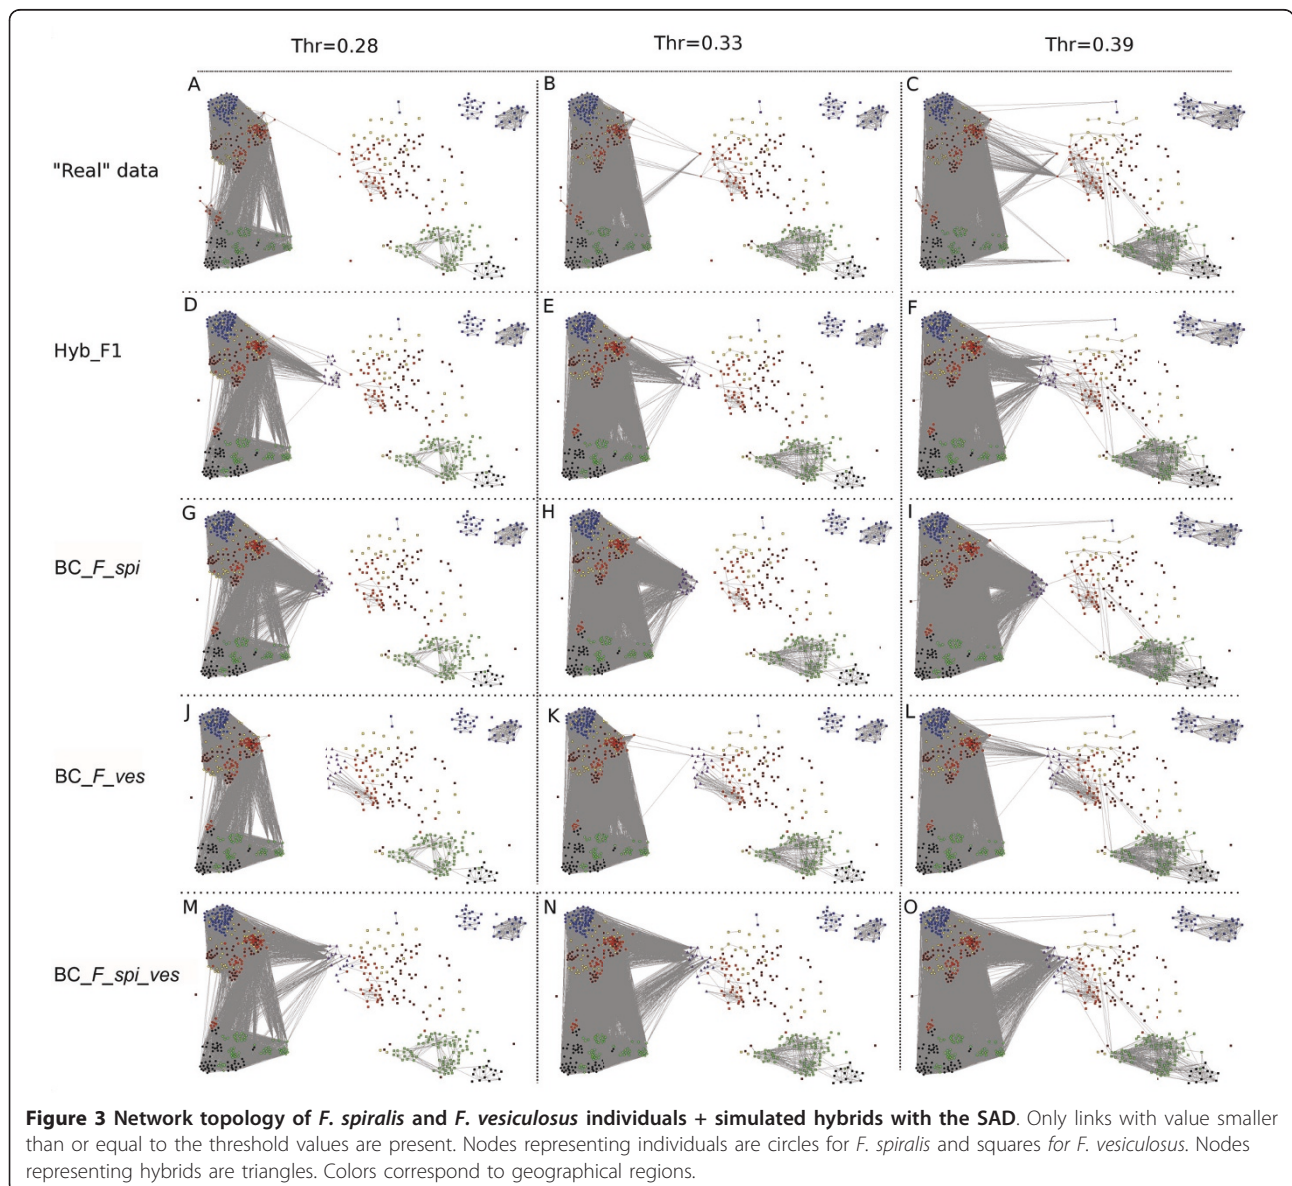 Thr=0.28 Thr=0.33 Thr=0.39
A B C
"Real" data
D E F
Hyb_F1
G H I
BC_F_spi
J K L
BC_F_ves
M N O
BC_F_spi_ves
Figure 3 Network topology of F. spiralis and F. vesiculosus individuals + simulated hybrids with the SAD. Only links with value smaller
than or equal to the threshold values are present. Nodes representing individuals are circles for F. spiralis and squares for F. vesiculosus. Nodes
representing hybrids are triangles. Colors correspond to geographical regions.